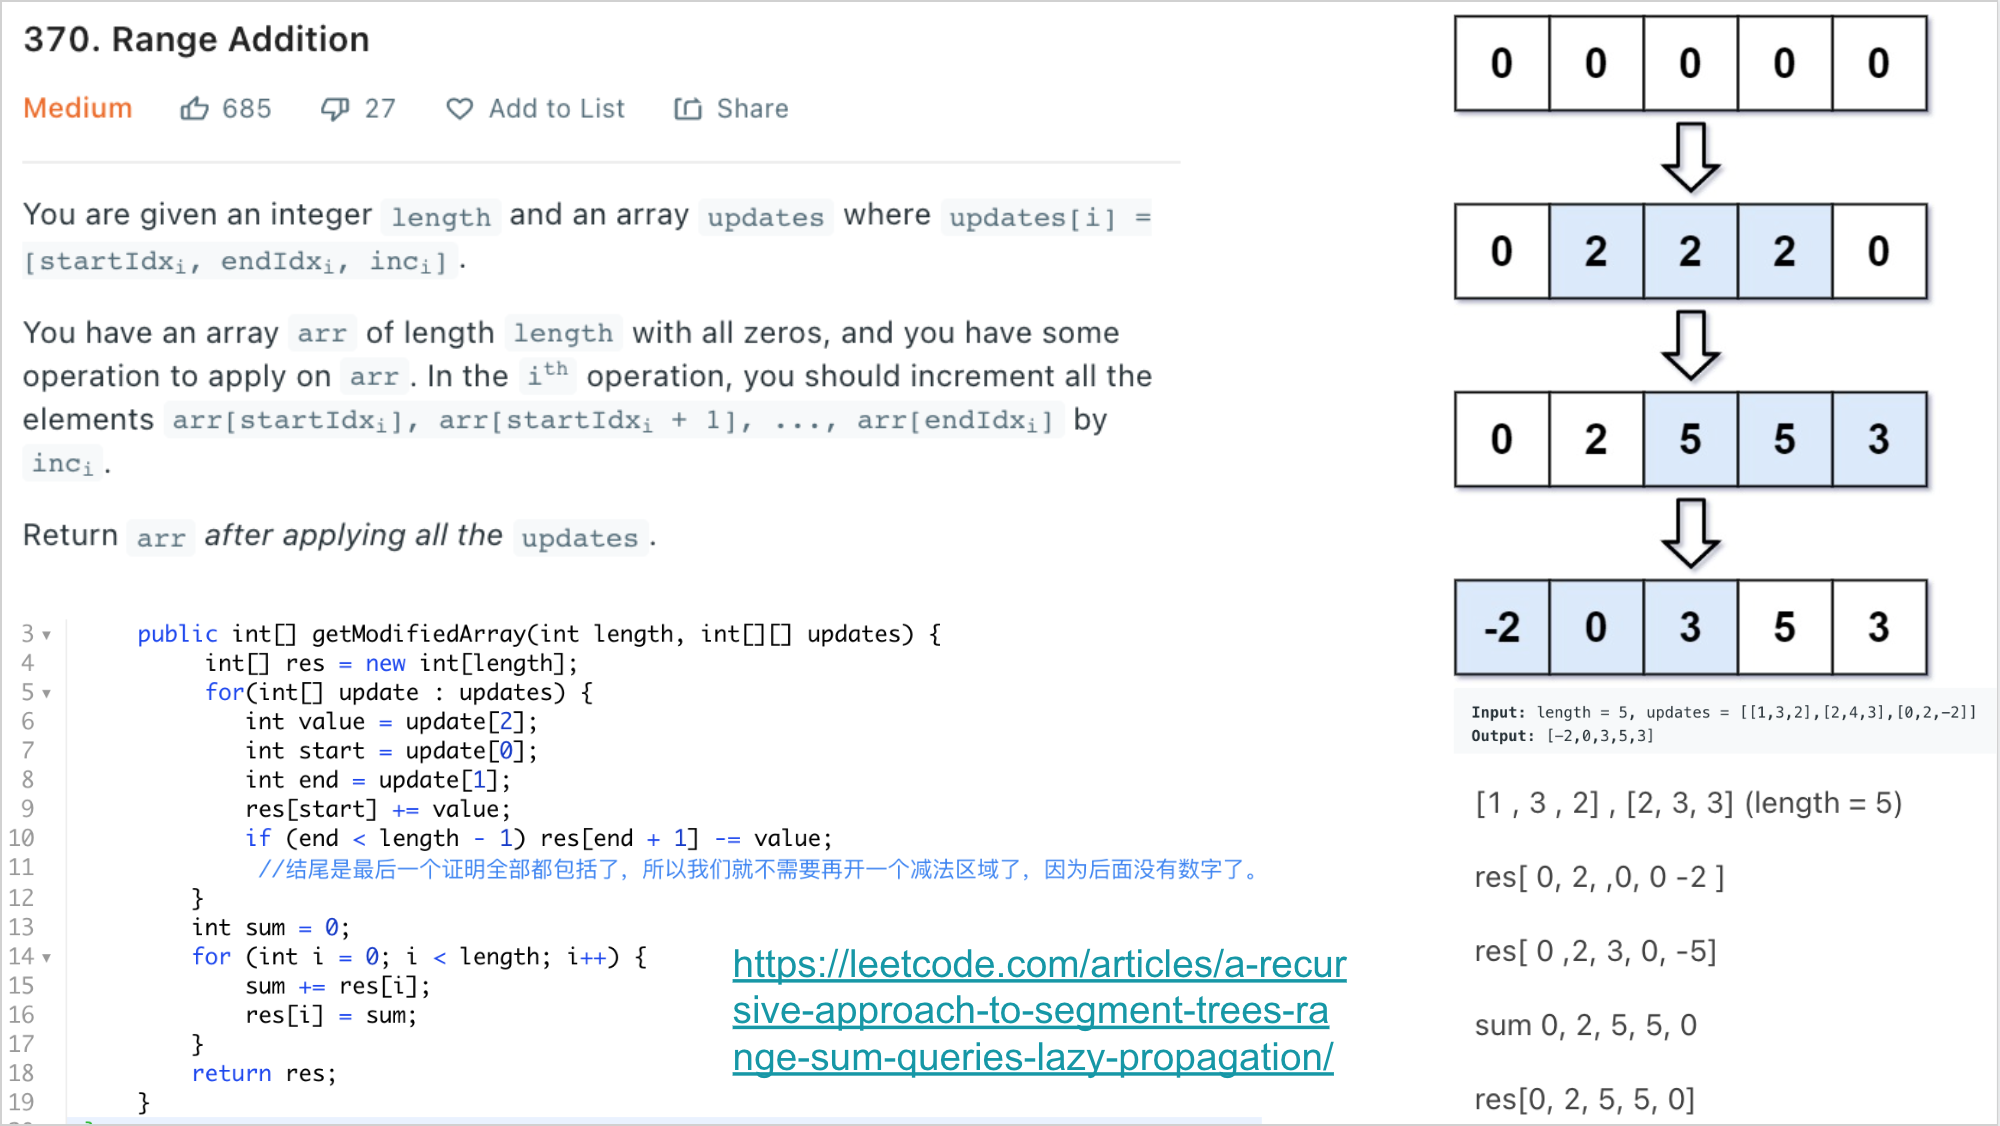 370. Range Addition
Medium 685 27 Add to List Share
You are given an integer length and an array updates where updates[i] =
[startIdxᵢ, endIdxᵢ, incᵢ] .
You have an array arr of length length with all zeros, and you have some
operation to apply on arr . In the iᵗʰ operation, you should increment all the
elements arr[startIdxᵢ], arr[startIdxᵢ + 1], ..., arr[endIdxᵢ] by
incᵢ .
Return arr after applying all the updates .
3 public int[] getModifiedArray(int length, int[][] updates) {
4 int[] res = new int[length];
5 for(int[] update : updates) {
6 int value = update[2];
7 int start = update[0];
8 int end = update[1];
9 res[start] += value;
10 if (end < length - 1) res[end + 1] -= value;
11 //结尾是最后一个证明全部都包括了，所以我们就不需要再开一个减法区域了，因为后面没有数字了。
12 }
13 int sum = 0;
14 for (int i = 0; i < length; i++) {
15 sum += res[i];
16 res[i] = sum;
17 }
18 return res;
19 }
https://leetcode.com/articles/a-recur
sive-approach-to-segment-trees-ra
nge-sum-queries-lazy-propagation/
0 0 0 0 0
0 2 2 2 0
0 2 5 5 3
-2 0 3 5 3
Input: length = 5, updates = [[1,3,2],[2,4,3],[0,2,-2]]
Output: [-2,0,3,5,3]
[1 , 3 , 2] , [2, 3, 3] (length = 5)
res[ 0, 2, ,0, 0 -2 ]
res[ 0 ,2, 3, 0, -5]
sum 0, 2, 5, 5, 0
res[0, 2, 5, 5, 0]